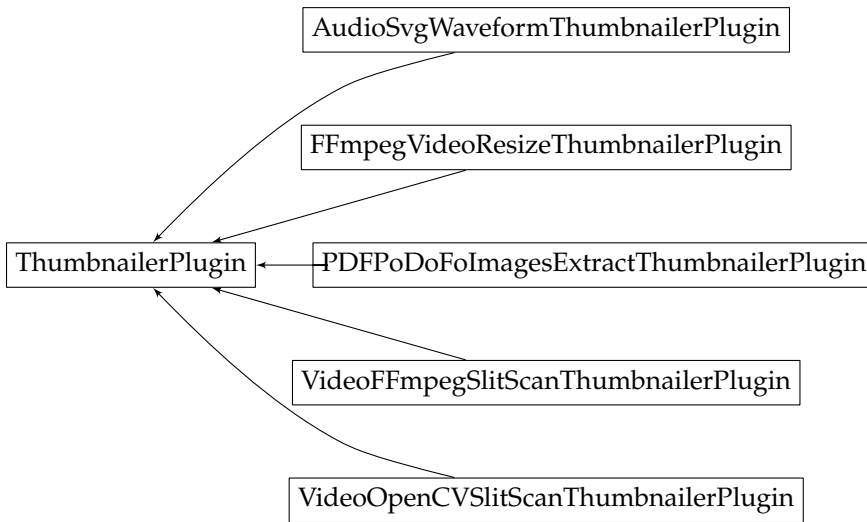 AudioSvgWaveformThumbnailerPlugin
FFmpegVideoResizeThumbnailerPlugin
ThumbnailerPlugin
PDFPoDoFoImagesExtractThumbnailerPlugin
VideoFFmpegSlitScanThumbnailerPlugin
VideoOpenCVSlitScanThumbnailerPlugin